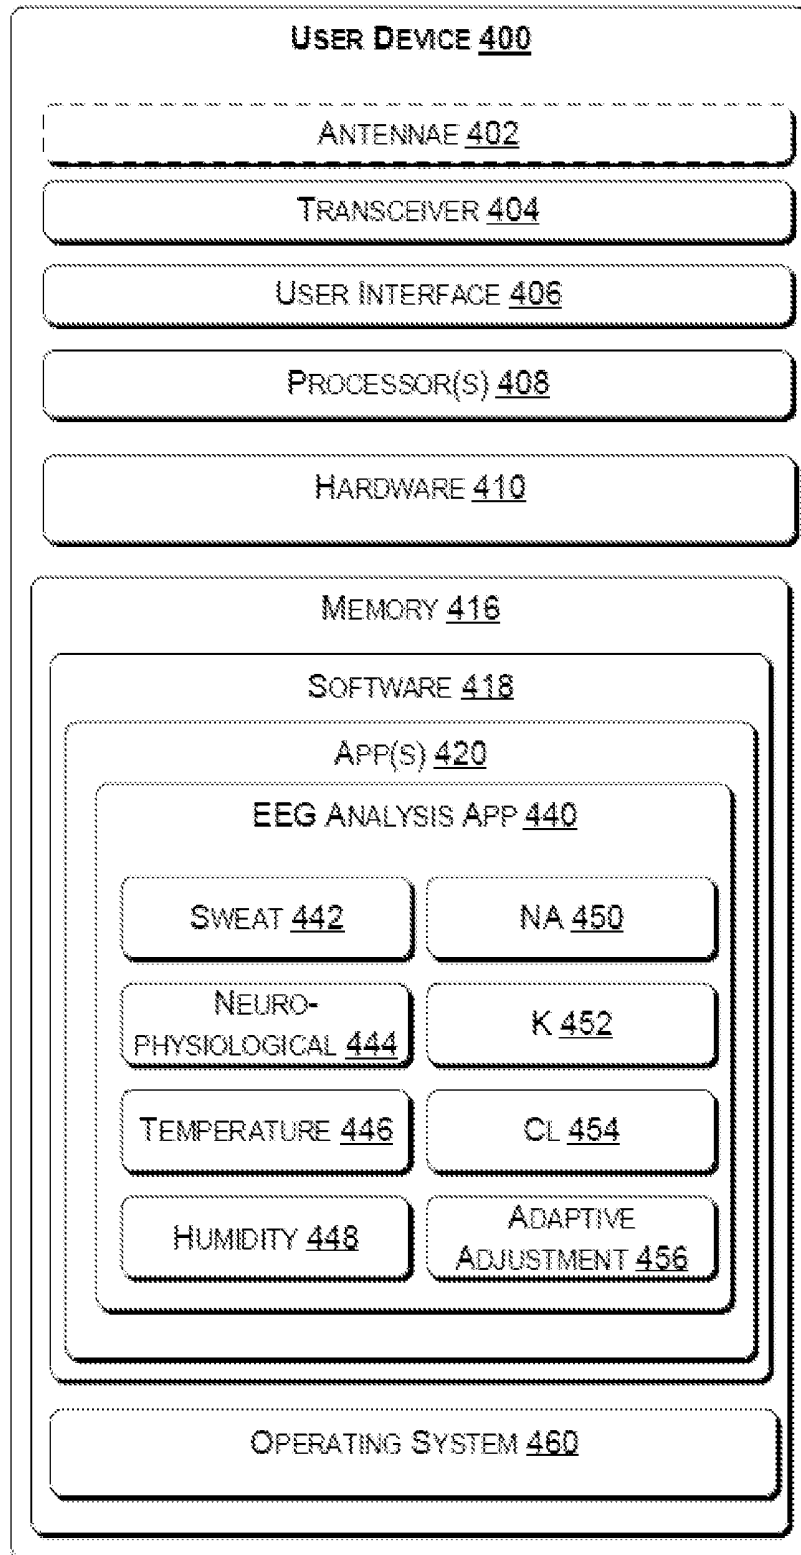 USER DEVICE 400
ANTENNAE 402
TRANSCEIVER 404
USER INTERFACE 406
PROCESSOR(S) 408
HARDWARE 410
MEMORY 416
SOFTWARE 418
APP(S) 420
EEG ANALYSIS APP 440
SWEAT 442
NA 450
NEURO-
PHYSIOLOGICAL 444
K 452
TEMPERATURE 446
CL 454
HUMIDITY 448
ADAPTIVE
ADJUSTMENT 456
OPERATING SYSTEM 460